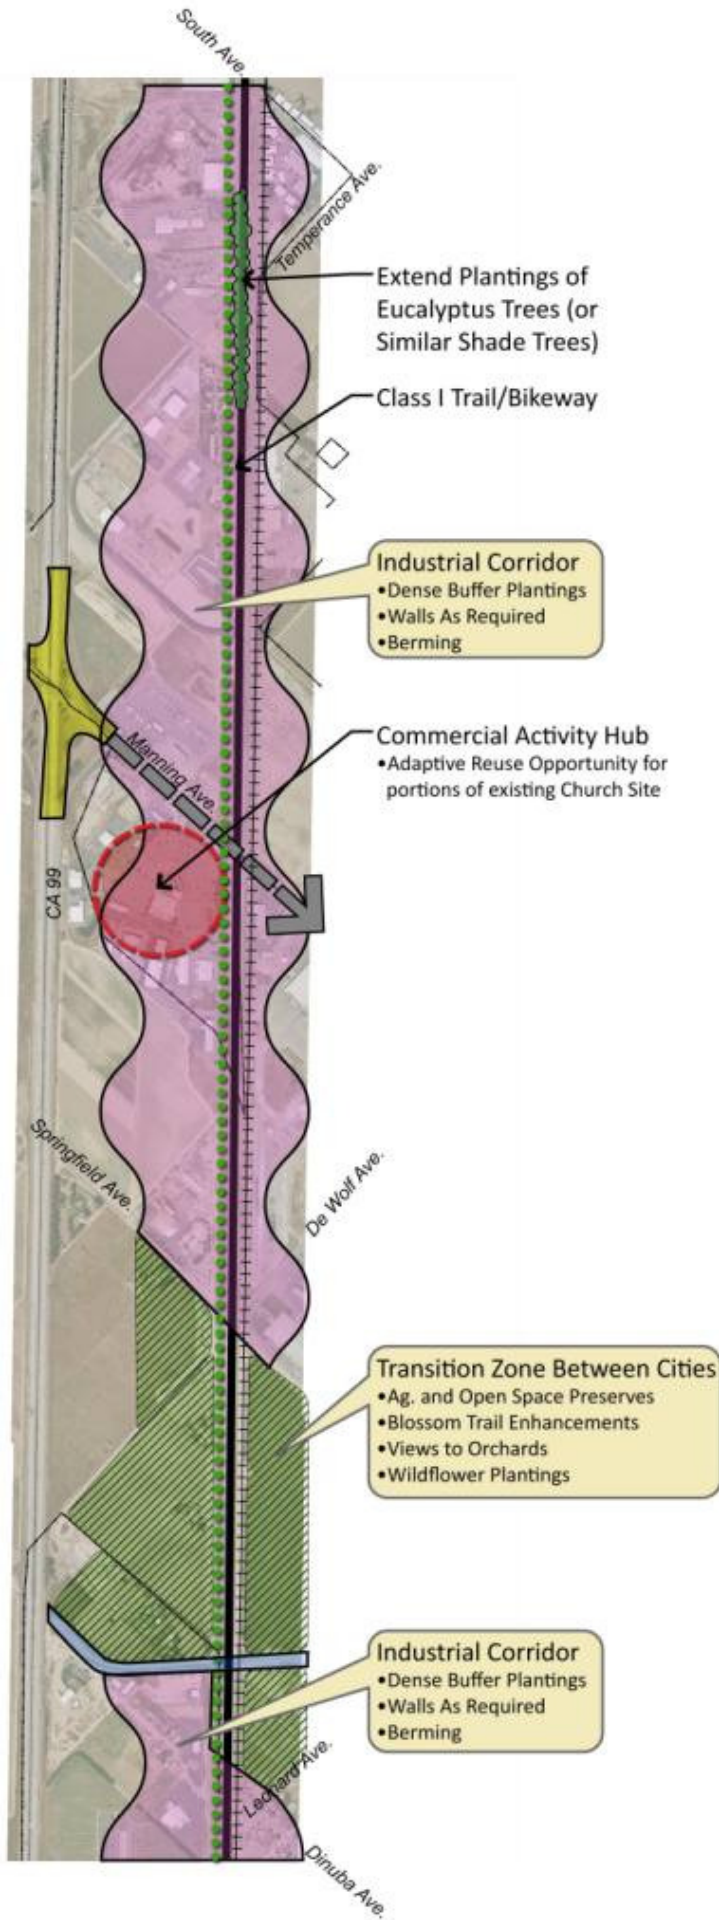 South Ave.
Temperance Ave.
Extend Plantings of
Eucalyptus Trees (or
Similar Shade Trees)
Class I Trail/Bikeway
Industrial Corridor
•Dense Buffer Plantings
•Walls As Required
•Berming
Commercial Activity Hub
•Adaptive Reuse Opportunity for
portions of existing Church Site
Manning Ave.
CA 99
Springfield Ave.
De Wolf Ave.
Transition Zone Between Cities
•Ag. and Open Space Preserves
•Blossom Trail Enhancements
•Views to Orchards
•Wildflower Plantings
Industrial Corridor
•Dense Buffer Plantings
•Walls As Required
•Berming
Leonard Ave.
Dinuba Ave.